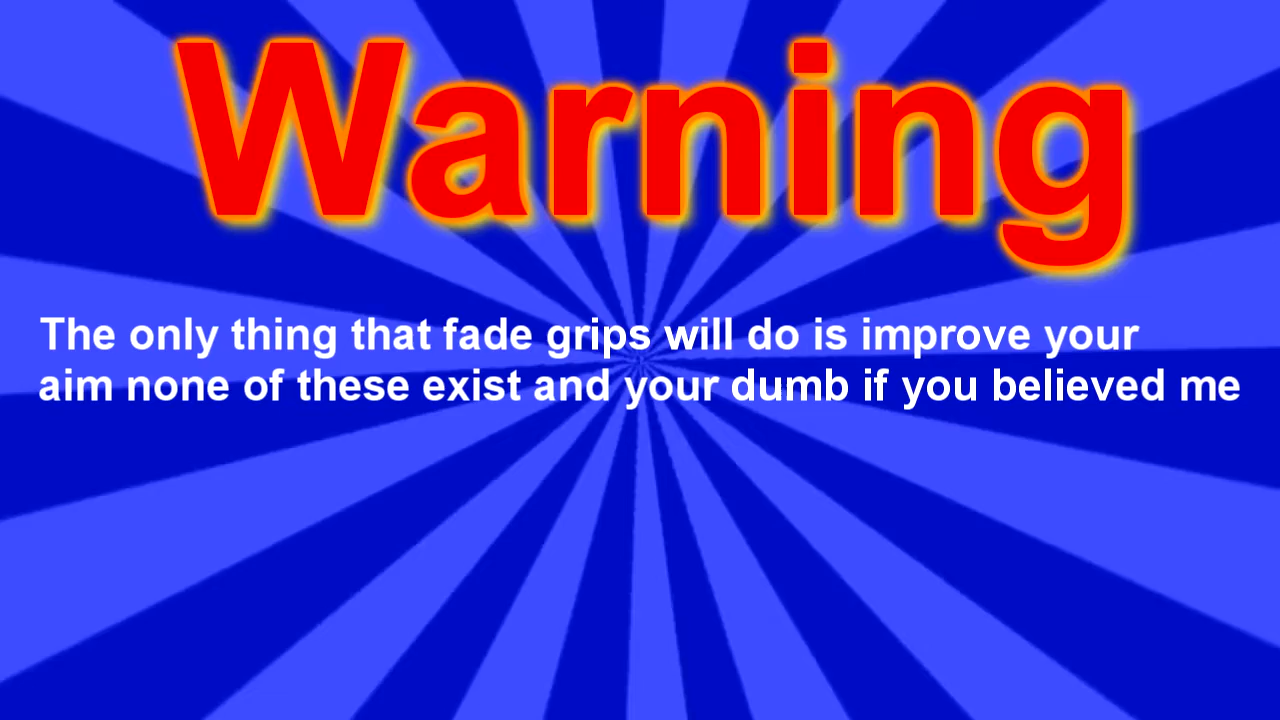 Warning
The only thing that fade grips will do is improve your
aim none of these exist and your dumb if you believed me